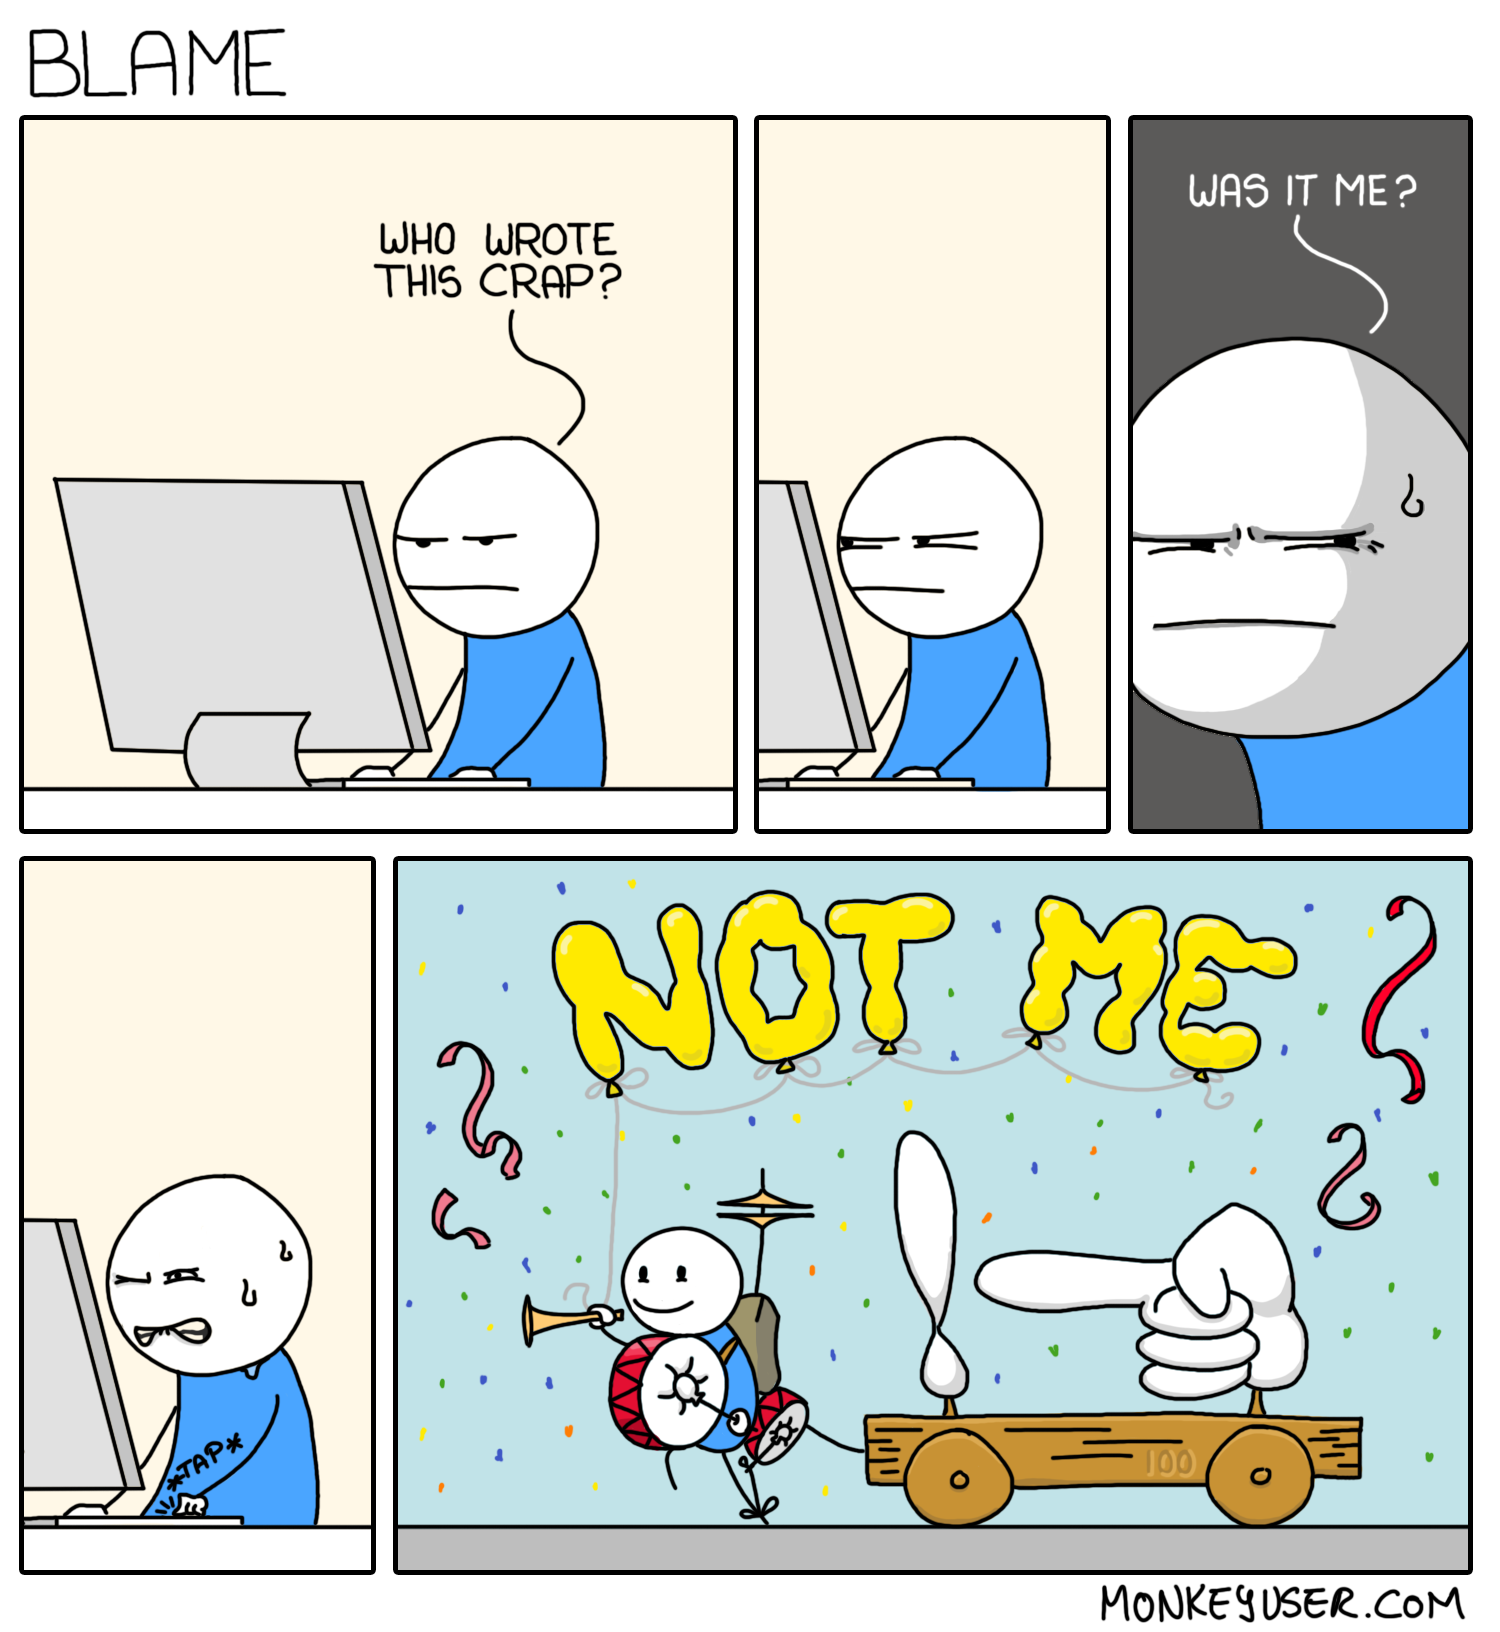 BLAME
WHO WROTE
THIS CRAP?
WAS IT ME?
*TAP*
NOT ME
100
MONKEYUSER.COM